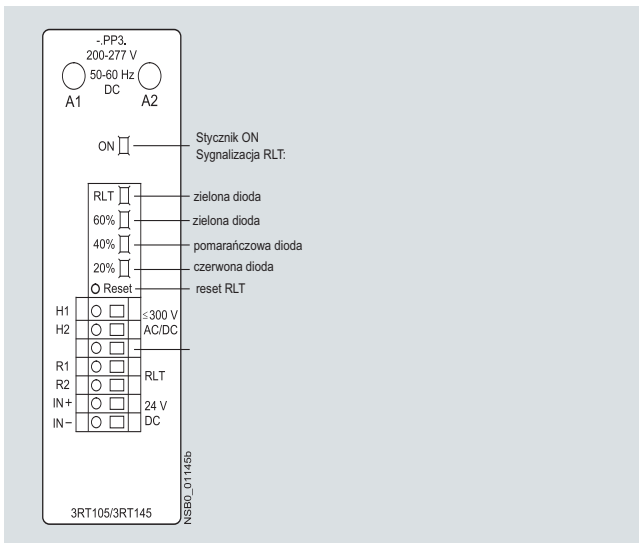 -.PP3.
200-277 V
50-60 Hz
DC
A1 A2
ON Stycznik ON
Sygnalizacja RLT:
RLT zielona dioda
60% zielona dioda
40% pomarańczowa dioda
20% czerwona dioda
Reset reset RLT
H1 ≤300 V
H2 AC/DC
R1 RLT
R2
IN+ 24 V
IN− DC
NSB0_01145b
3RT105/3RT145